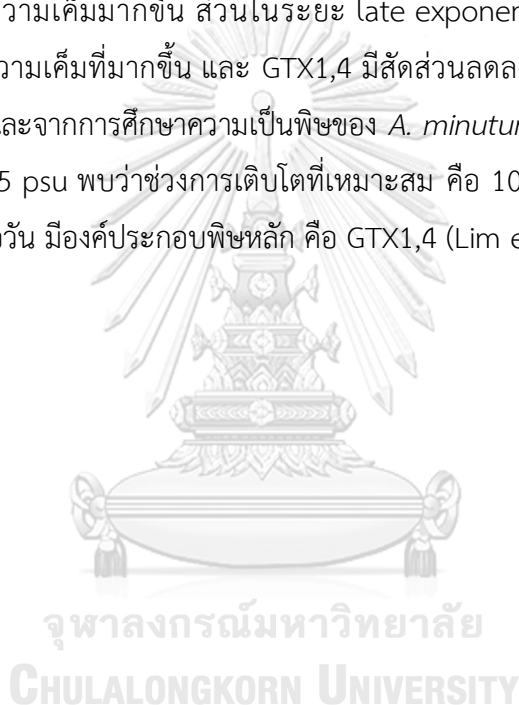 ความเค็มมากขึ้น ส่วนในระยะ late exponer
ความเค็มที่มากขึ้น และ GTX1,4 มีสัดส่วนลดล
ละจากการศึกษาความเป็นพิษของ A. minutur
5 psu พบว่าช่วงการเติบโตที่เหมาะสม คือ 10
วัน มีองค์ประกอบพิษหลัก คือ GTX1,4 (Lim e
จุฬาลงกรณ์มหาวิทยาลัย
CHULALONGKORN UNIVERSITY